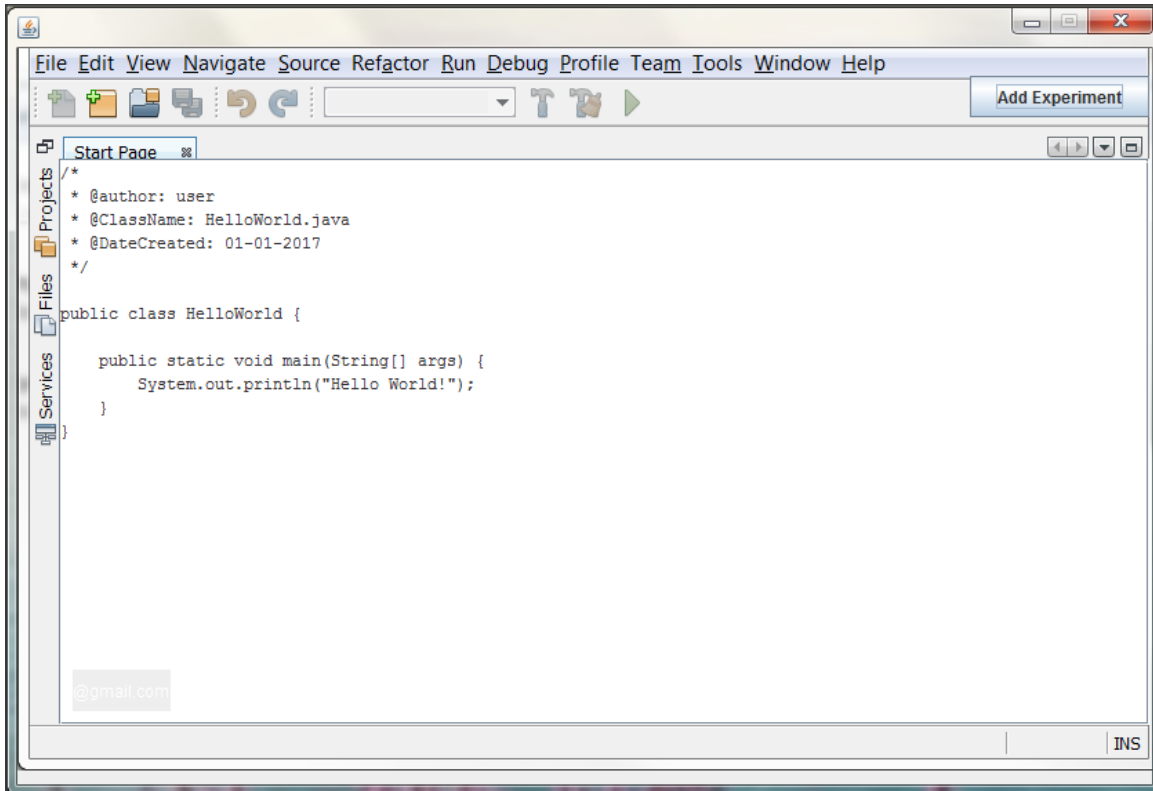 File Edit View Navigate Source Refactor Run Debug Profile Team Tools Window Help
Add Experiment
Start Page
Projects
Files
Services
/*
 * @author: user
 * @ClassName: HelloWorld.java
 * @DateCreated: 01-01-2017
 */
public class HelloWorld {
    public static void main(String[] args) {
        System.out.println("Hello World!");
    }
}
@gmail.com
INS